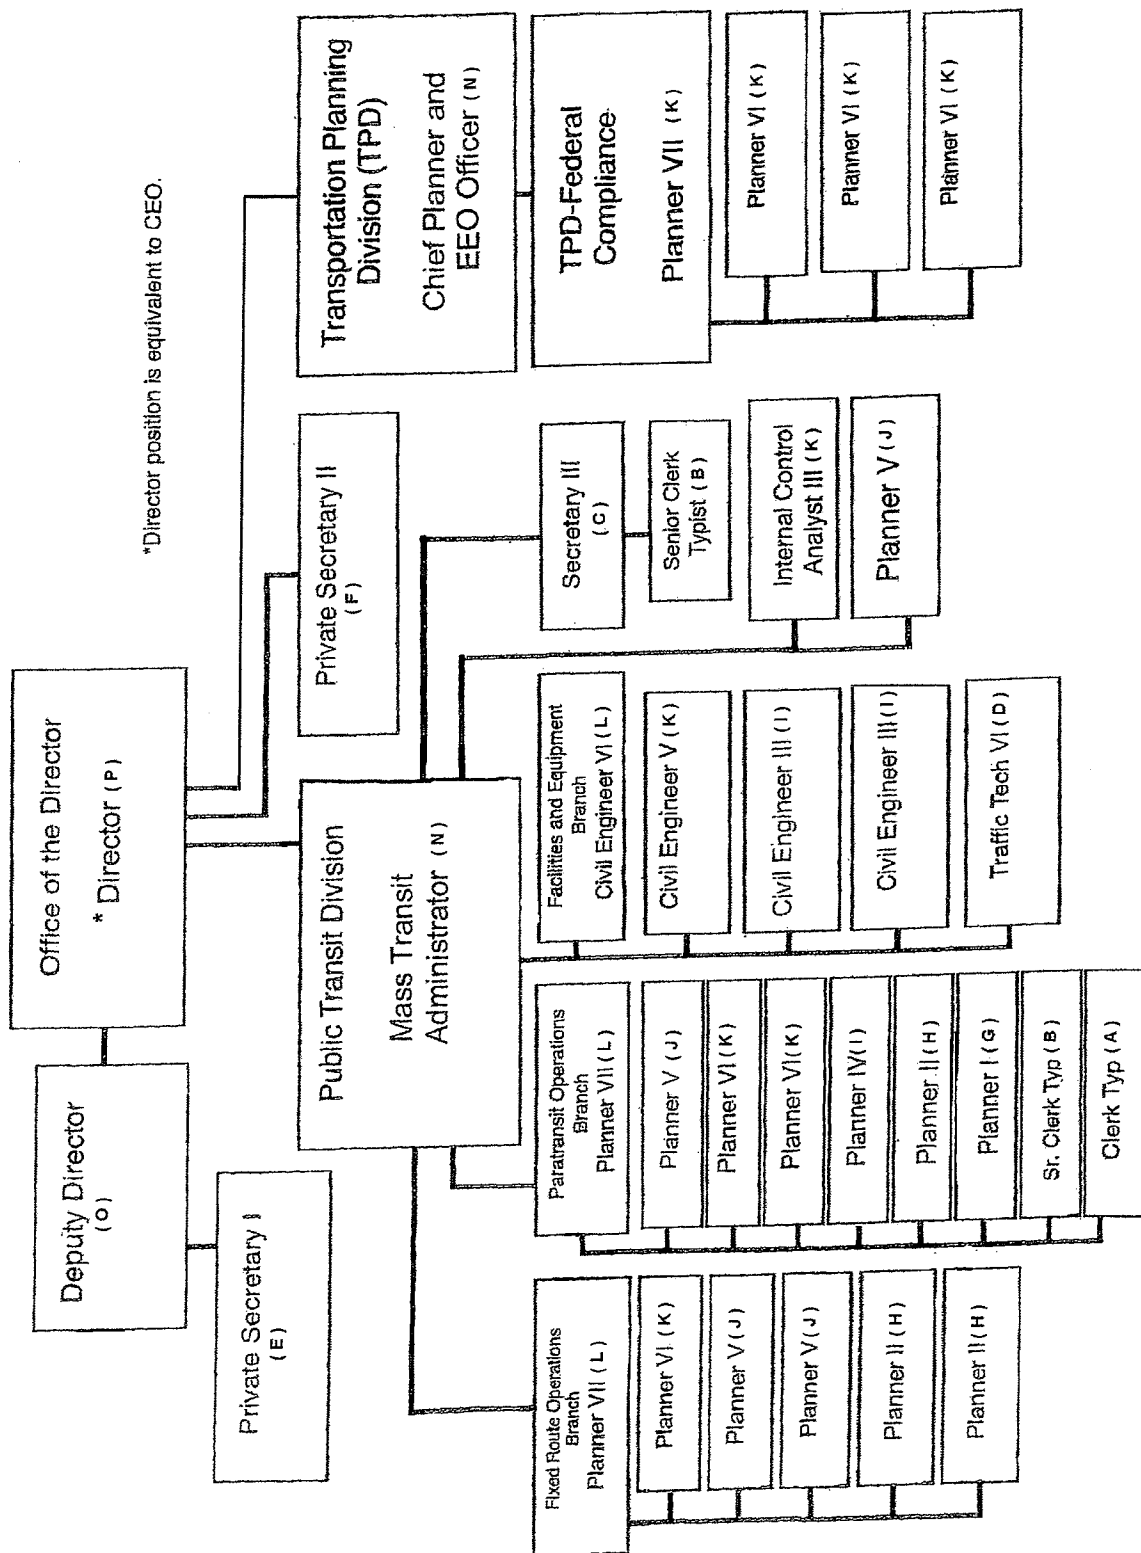 *Director position is equivalent to CEO.
Office of the Director
* Director (P)
Deputy Director
(O)
Private Secretary I
(E)
Private Secretary II
(F)
Public Transit Division
Mass Transit
Administrator (N)
Transportation Planning
Division (TPD)
Chief Planner and
EEO Officer (N)
TPD-Federal
Compliance
Planner VII (K)
Planner VI (K)
Planner VI (K)
Planner VI (K)
Secretary III
(C)
Senior Clerk
Typist (B)
Internal Control
Analyst III (K)
Planner V (J)
Fixed Route Operations
Branch
Planner VII (L)
Planner VI (K)
Planner V (J)
Planner V (J)
Planner II (H)
Planner II (H)
Paratransit Operations
Branch
Planner VII (L)
Planner V (J)
Planner VI (K)
Planner VI (K)
Planner IV (I)
Planner II (H)
Planner I (G)
Sr. Clerk Typ (B)
Clerk Typ (A)
Facilities and Equipment
Branch
Civil Engineer VI (L)
Civil Engineer V (K)
Civil Engineer III (I)
Civil Engineer III (I)
Traffic Tech VI (D)